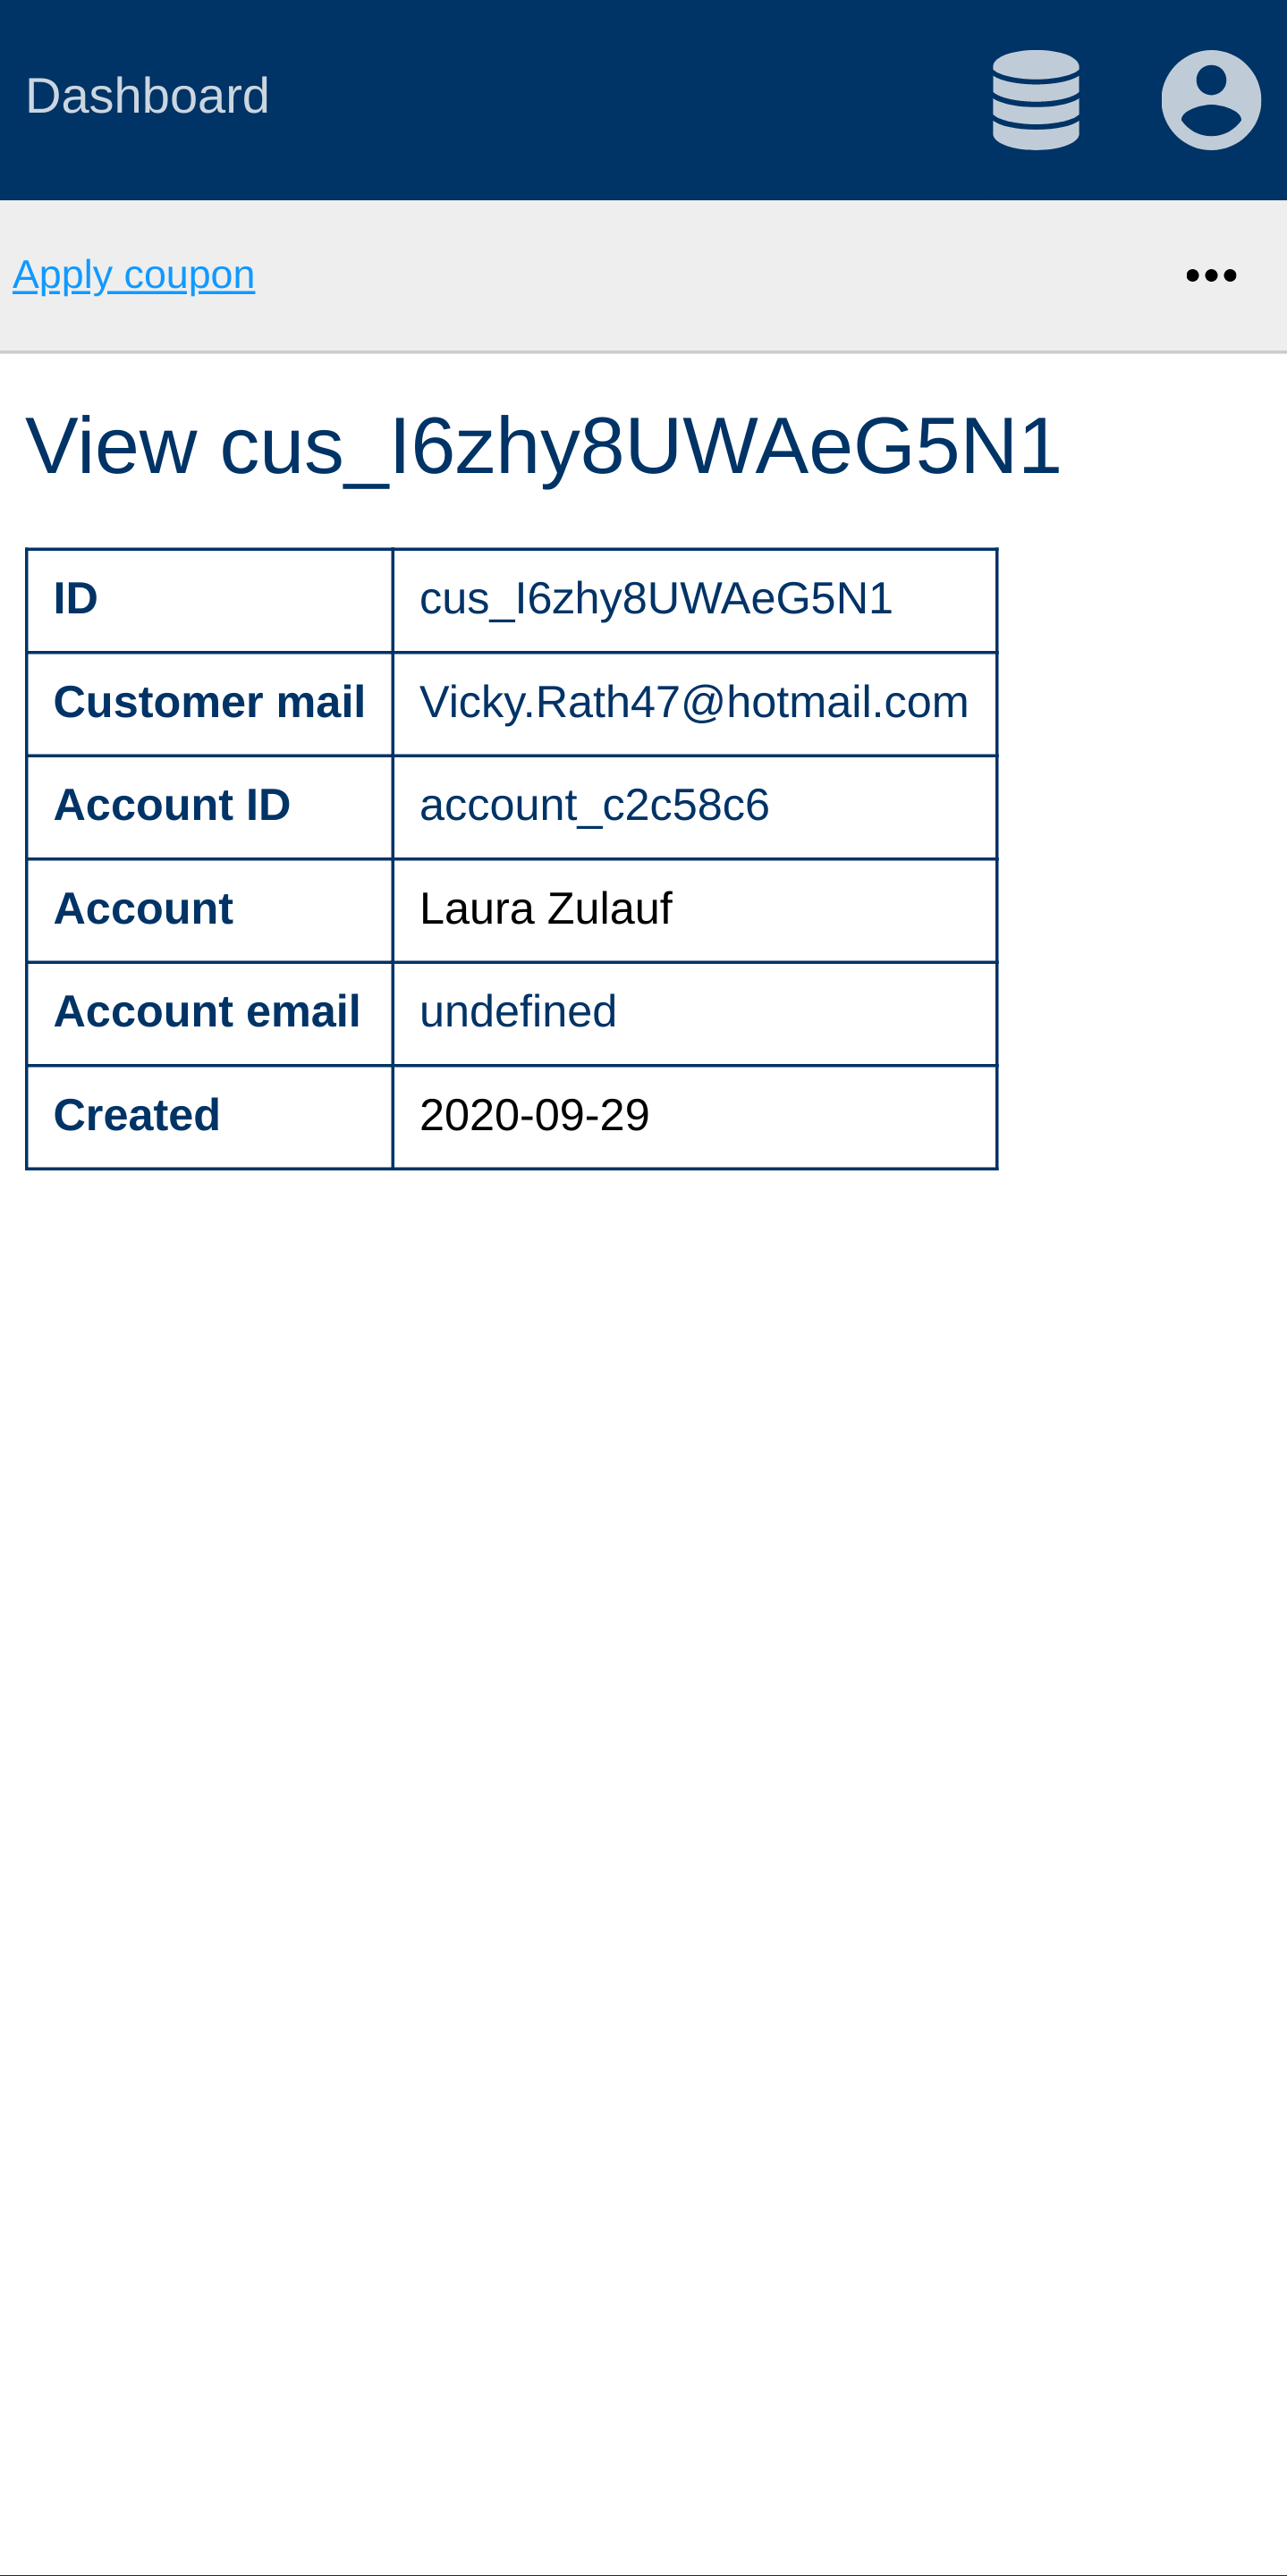 Dashboard
Apply coupon
View cus_I6zhy8UWAeG5N1
ID cus_I6zhy8UWAeG5N1
Customer mail Vicky.Rath47@hotmail.com
Account ID account_c2c58c6
Account Laura Zulauf
Account email undefined
Created 2020-09-29